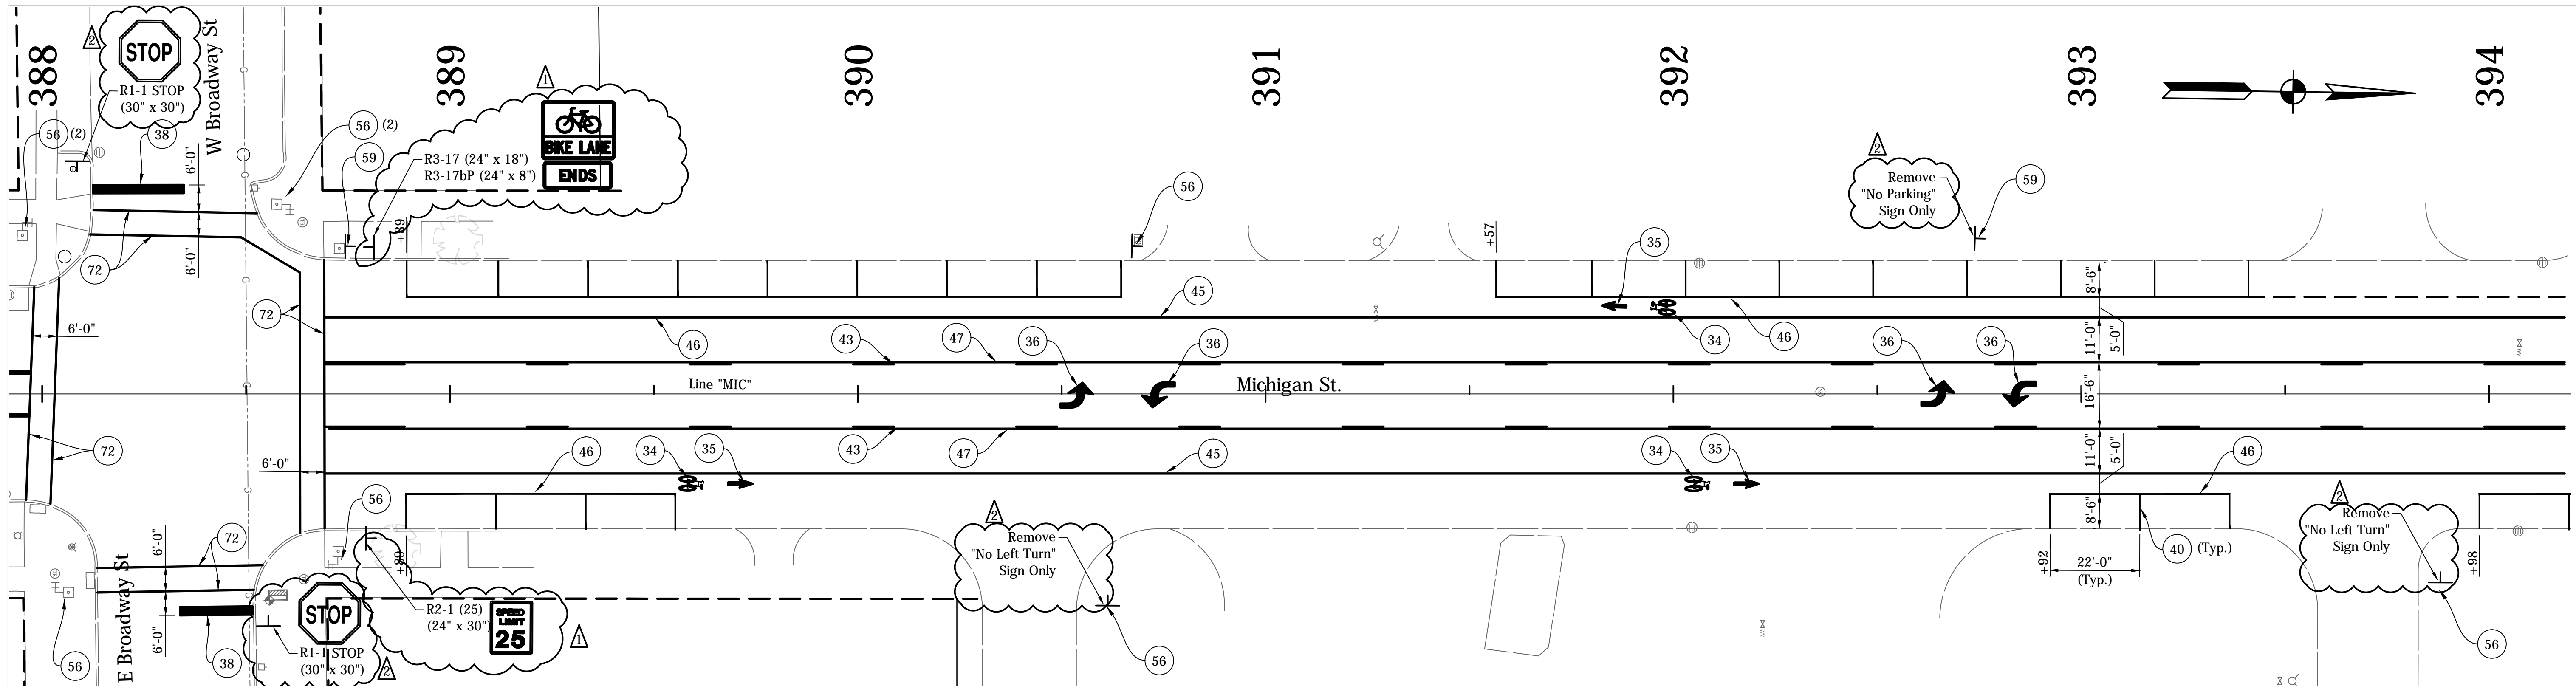 388
389
390
391
392
393
394
2
STOP
R1-1 STOP
(30" x 30")
W Broadway St
56 (2)
38
6'-0"
6'-0"
72
56 (2)
59
1
BIKE LANE
ENDS
R3-17 (24" x 18")
R3-17bP (24" x 8")
+89
56
+57
35
2
Remove
"No Parking"
Sign Only
59
45
72
46
43
47
36
36
34
46
36
36
8'-6"
11'-0"
5'-0"
6'-0"
Line "MIC"
Michigan St.
16'-6"
72
6'-0"
46
34
35
43
47
45
34
35
11'-0"
5'-0"
46
8'-6"
56
+89
72
6'-0"
6'-0"
E Broadway St
56
38
STOP
R1-1 STOP
(30" x 30")
2
R2-1 (25)
(24" x 30")
SPEED
LIMIT
25
1
2
Remove
"No Left Turn"
Sign Only
56
+92
22'-0"
(Typ.)
40 (Typ.)
2
Remove
"No Left Turn"
Sign Only
+98
56